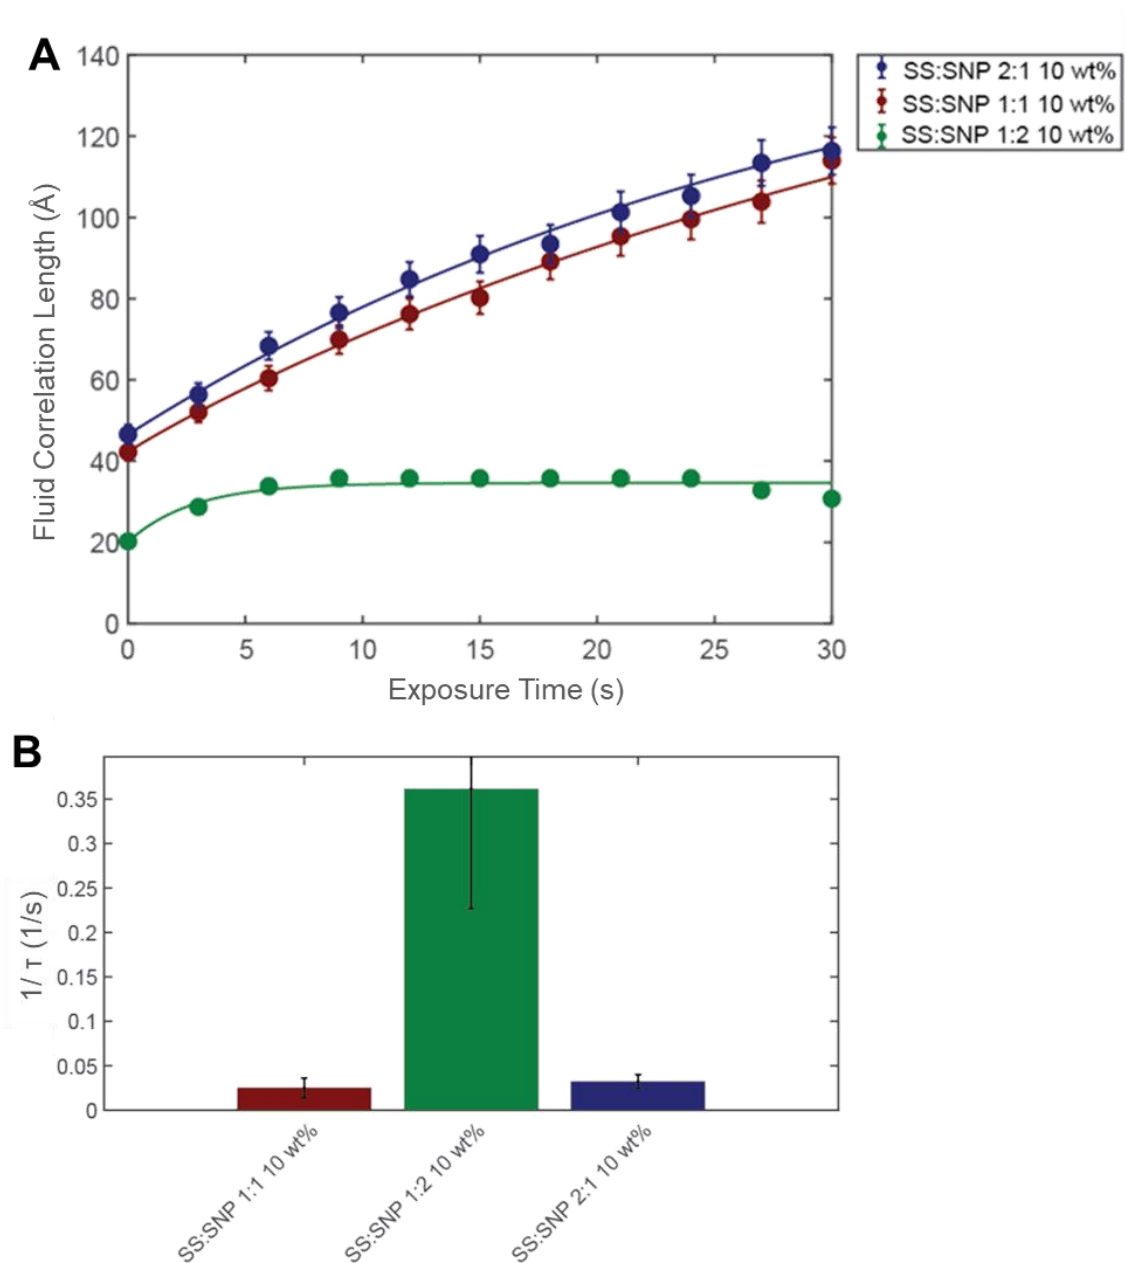 A
140
120
100
80
60
40
20
0
0 5 10 15 20 25 30
Fluid Correlation Length (Å)
Exposure Time (s)
SS:SNP 2:1 10 wt%
SS:SNP 1:1 10 wt%
SS:SNP 1:2 10 wt%
B
0.35
0.3
0.25
0.2
0.15
0.1
0.05
0
1/ τ (1/s)
SS:SNP 1:1 10 wt%
SS:SNP 1:2 10 wt%
SS:SNP 2:1 10 wt%